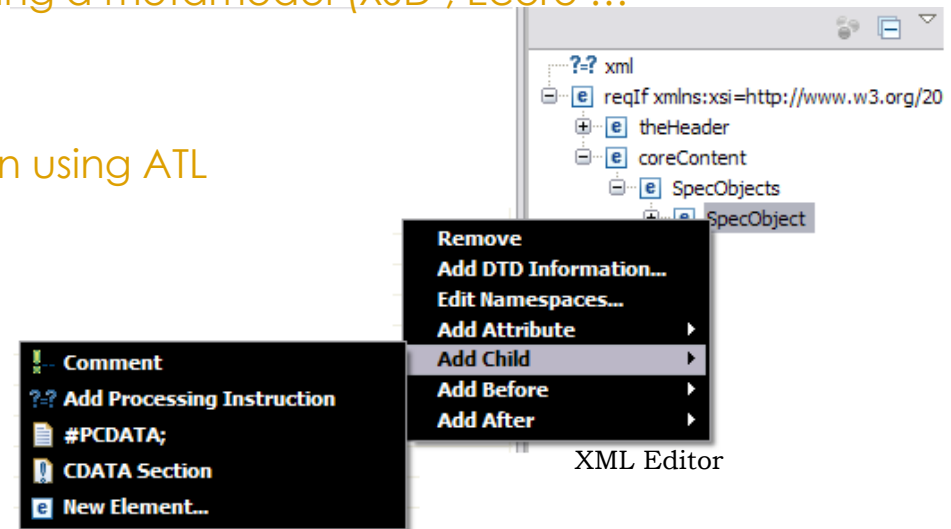 ?=? xml
e reqIf xmlns:xsi=http://www.w3.org/20
e theHeader
e coreContent
n using ATL
e SpecObjects
e SpecObject
Remove
Add DTD Information...
Edit Namespaces...
Add Attribute
Add Child
Add Before
Add After
Comment
?=? Add Processing Instruction
#PCDATA;
CDATA Section
e New Element...
XML Editor